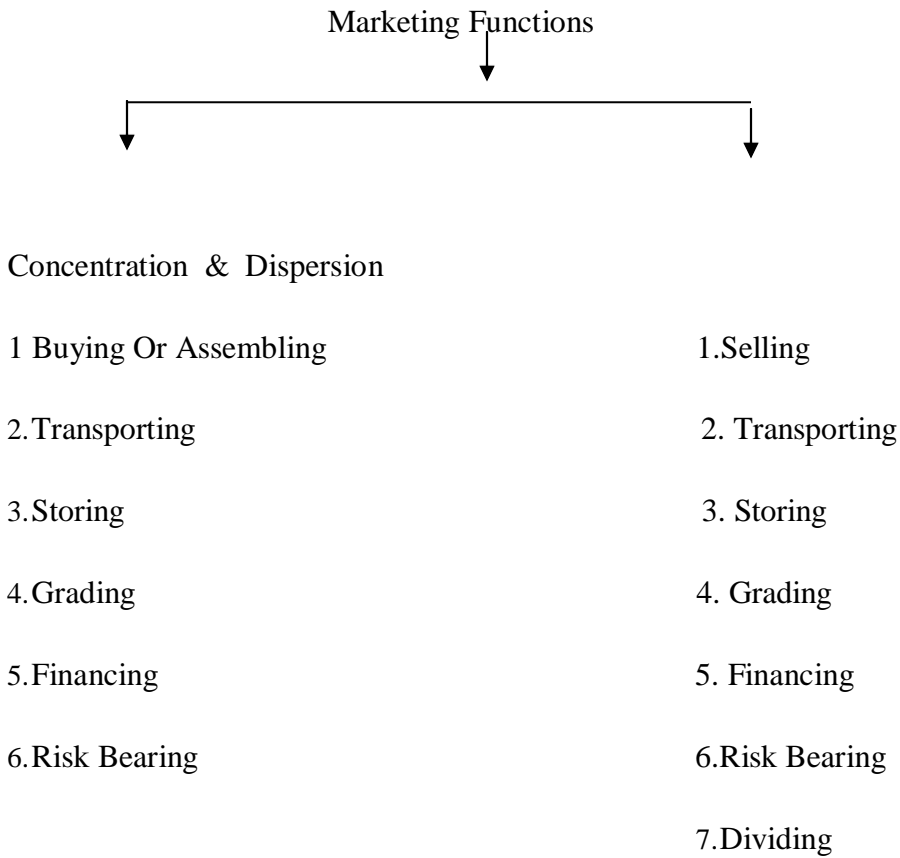 Marketing Functions
Concentration & Dispersion
1 Buying Or Assembling 1.Selling
2.Transporting 2. Transporting
3.Storing 3. Storing
4.Grading 4. Grading
5.Financing 5. Financing
6.Risk Bearing 6.Risk Bearing
7.Dividing